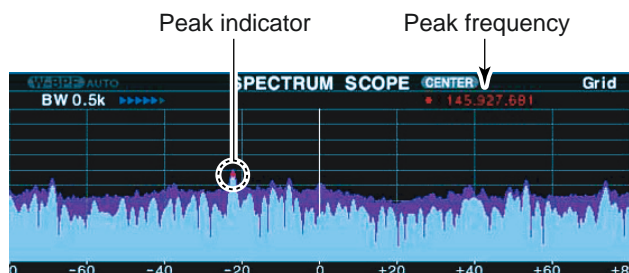 Peak indicator Peak frequency
W-BPF AUTO SPECTRUM SCOPE CENTER Grid
BW 0.5k 145.927.681
-60 -40 -20 0 +20 +40 +60 +8